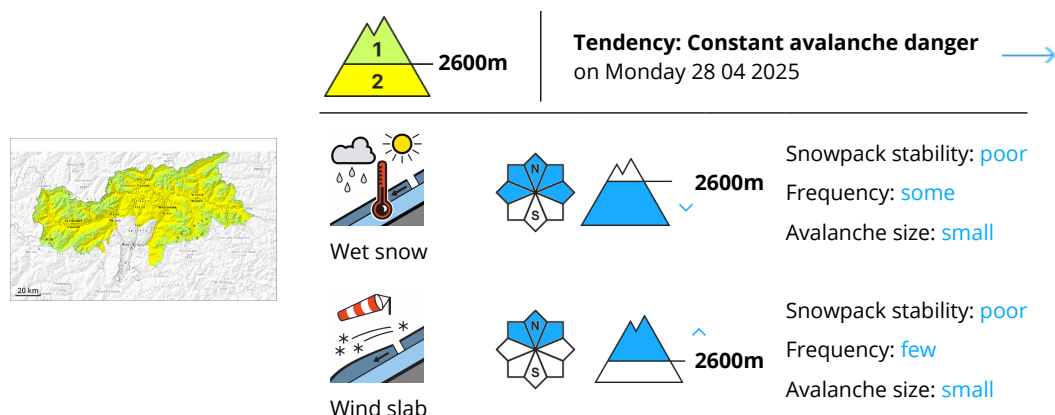 1
2
2600m
Tendency: Constant avalanche danger
on Monday 28 04 2025
20 km
Wet snow
N
S
2600m
Snowpack stability: poor
Frequency: some
Avalanche size: small
Wind slab
N
S
2600m
Snowpack stability: poor
Frequency: few
Avalanche size: small